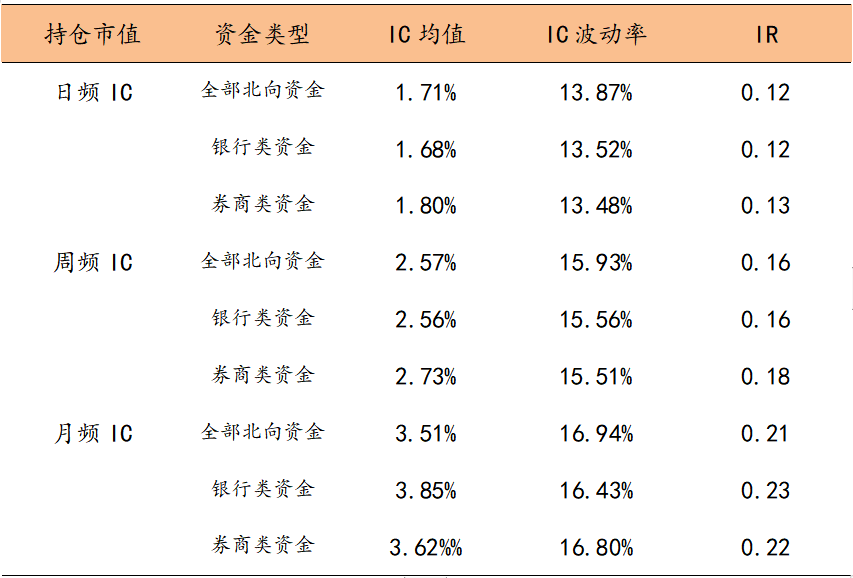 持仓市值 资金类型 IC 均值 IC 波动率 IR
日频 IC 全部北向资金 1.71% 13.87% 0.12
银行类资金 1.68% 13.52% 0.12
券商类资金 1.80% 13.48% 0.13
周频 IC 全部北向资金 2.57% 15.93% 0.16
银行类资金 2.56% 15.56% 0.16
券商类资金 2.73% 15.51% 0.18
月频 IC 全部北向资金 3.51% 16.94% 0.21
银行类资金 3.85% 16.43% 0.23
券商类资金 3.62%% 16.80% 0.22